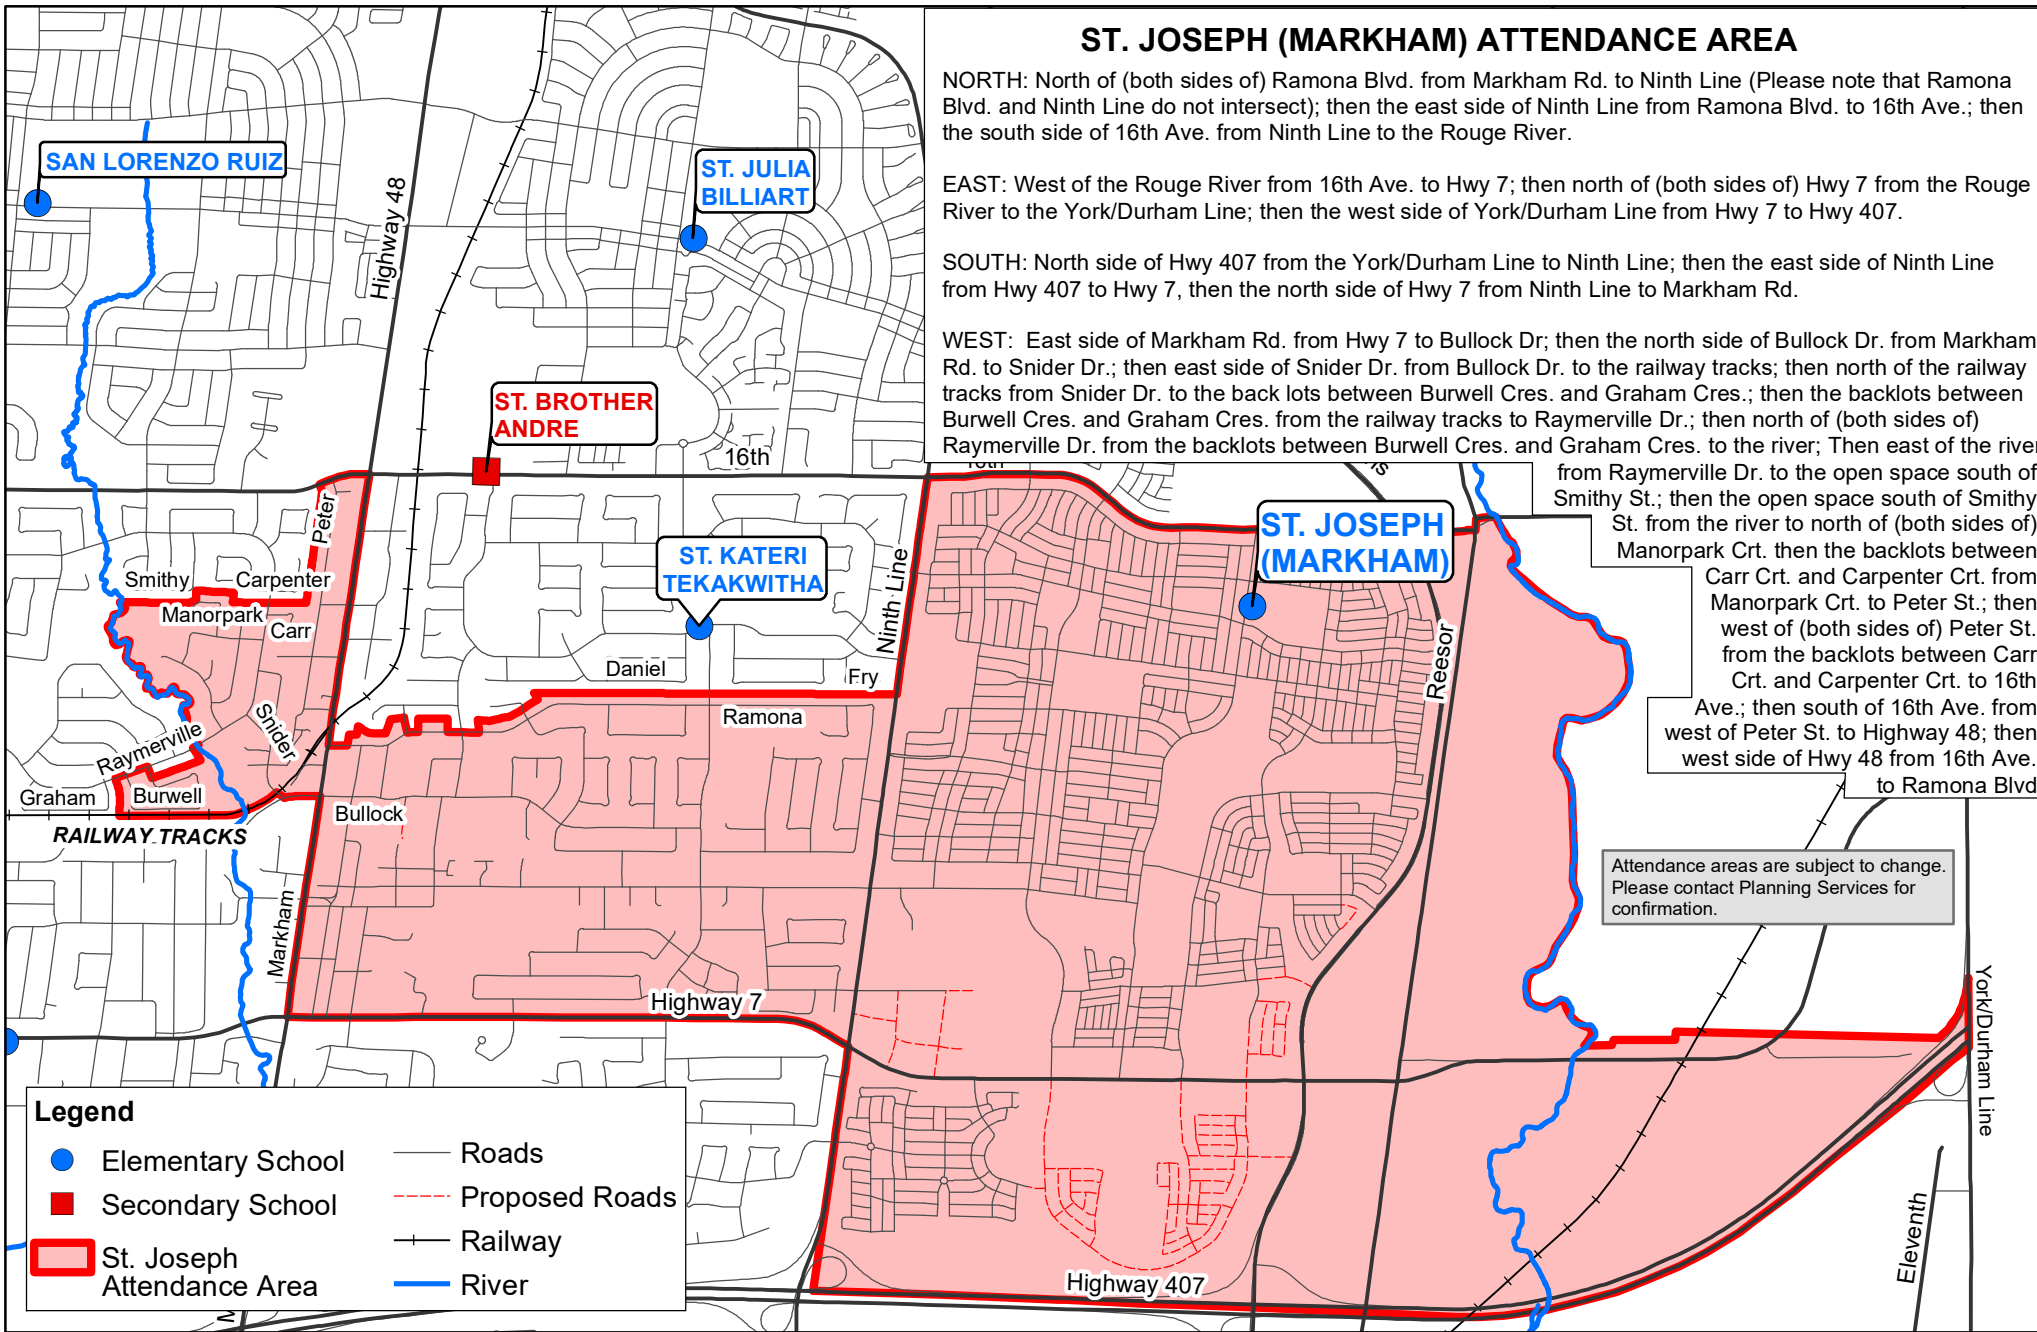 ST. JOSEPH (MARKHAM) ATTENDANCE AREA
NORTH: North of (both sides of) Ramona Blvd. from Markham Rd. to Ninth Line (Please note that Ramona
Blvd. and Ninth Line do not intersect); then the east side of Ninth Line from Ramona Blvd. to 16th Ave.; then
the south side of 16th Ave. from Ninth Line to the Rouge River.
EAST: West of the Rouge River from 16th Ave. to Hwy 7; then north of (both sides of) Hwy 7 from the Rouge
River to the York/Durham Line; then the west side of York/Durham Line from Hwy 7 to Hwy 407.
SOUTH: North side of Hwy 407 from the York/Durham Line to Ninth Line; then the east side of Ninth Line
from Hwy 407 to Hwy 7, then the north side of Hwy 7 from Ninth Line to Markham Rd.
WEST: East side of Markham Rd. from Hwy 7 to Bullock Dr; then the north side of Bullock Dr. from Markham
Rd. to Snider Dr.; then east side of Snider Dr. from Bullock Dr. to the railway tracks; then north of the railway
tracks from Snider Dr. to the back lots between Burwell Cres. and Graham Cres.; then the backlots between
Burwell Cres. and Graham Cres. from the railway tracks to Raymerville Dr.; then north of (both sides of)
Raymerville Dr. from the backlots between Burwell Cres. and Graham Cres. to the river; Then east of the river
from Raymerville Dr. to the open space south of
Smithy St.; then the open space south of Smithy
St. from the river to north of (both sides of)
Manorpark Crt. then the backlots between
Carr Crt. and Carpenter Crt. from
Manorpark Crt. to Peter St.; then
west of (both sides of) Peter St.
from the backlots between Carr
Crt. and Carpenter Crt. to 16th
Ave.; then south of 16th Ave. from
west of Peter St. to Highway 48; then
west side of Hwy 48 from 16th Ave.
to Ramona Blvd
SAN LORENZO RUIZ
ST. JULIA
BILLIART
Highway 48
ST. BROTHER
ANDRE
16th
ST. JOSEPH
(MARKHAM)
ST. KATERI
TEKAKWITHA
Peter
Ninth Line
Smithy
Carpenter
Manorpark
Carr
Daniel
Fry
Reesor
Ramona
Snider
Raymerville
Graham
Burwell
Bullock
RAILWAY TRACKS
Markham
Attendance areas are subject to change.
Please contact Planning Services for
confirmation.
Highway 7
York/Durham Line
Eleventh
Highway 407
Legend
Elementary School
Secondary School
St. Joseph
Attendance Area
Roads
Proposed Roads
Railway
River